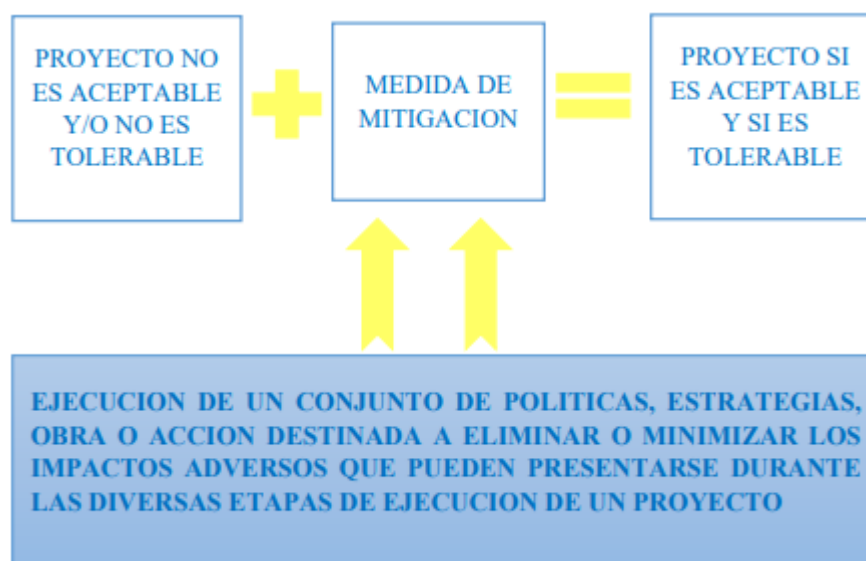 PROYECTO NO
ES ACEPTABLE
Y/O NO ES
TOLERABLE
MEDIDA DE
MITIGACION
PROYECTO SI
ES ACEPTABLE
Y SI ES
TOLERABLE
EJECUCION DE UN CONJUNTO DE POLITICAS, ESTRATEGIAS,
OBRA O ACCION DESTINADA A ELIMINAR O MINIMIZAR LOS
IMPACTOS ADVERSOS QUE PUEDEN PRESENTARSE DURANTE
LAS DIVERSAS ETAPAS DE EJECUCION DE UN PROYECTO